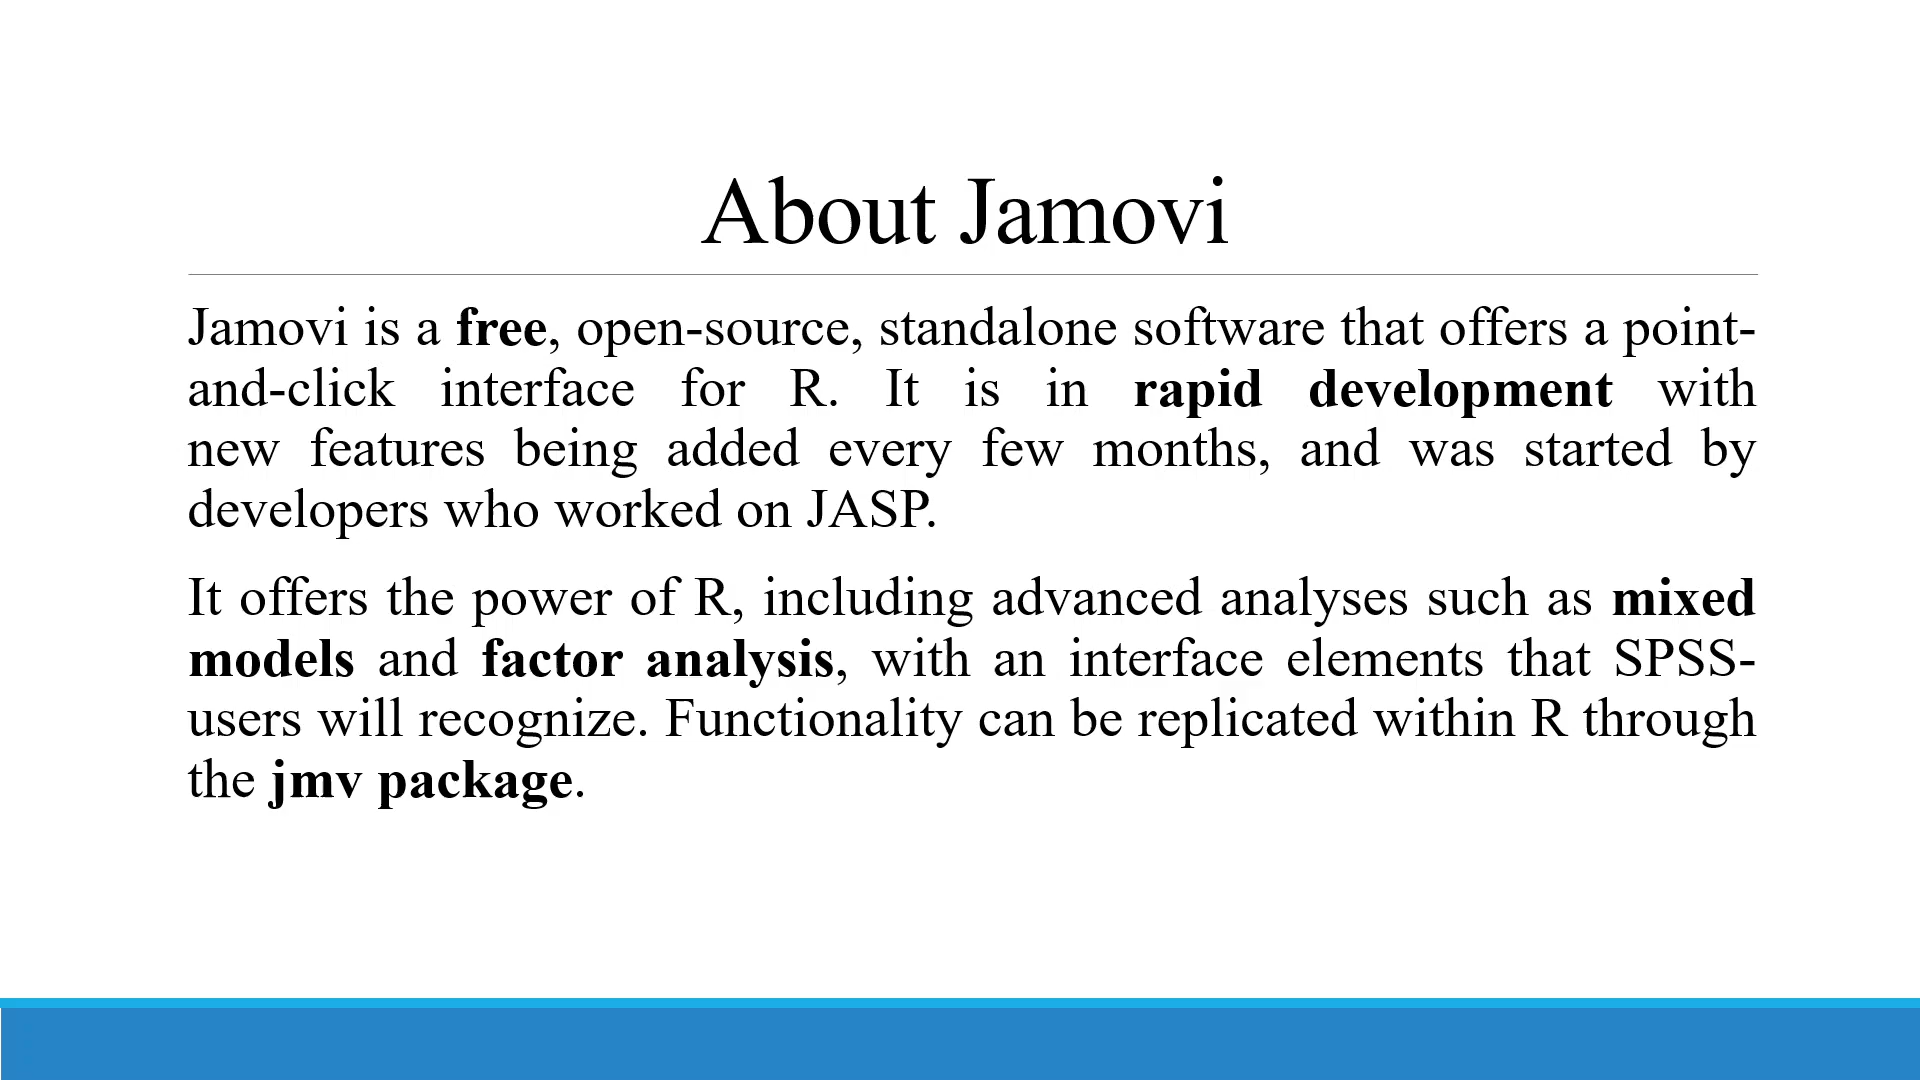 About Jamovi
Jamovi is a free, open-source, standalone software that offers a point-
and-click interface for R. It is in rapid development with
new features being added every few months, and was started by
developers who worked on JASP.
It offers the power of R, including advanced analyses such as mixed
models and factor analysis, with an interface elements that SPSS-
users will recognize. Functionality can be replicated within R through
the jmv package.